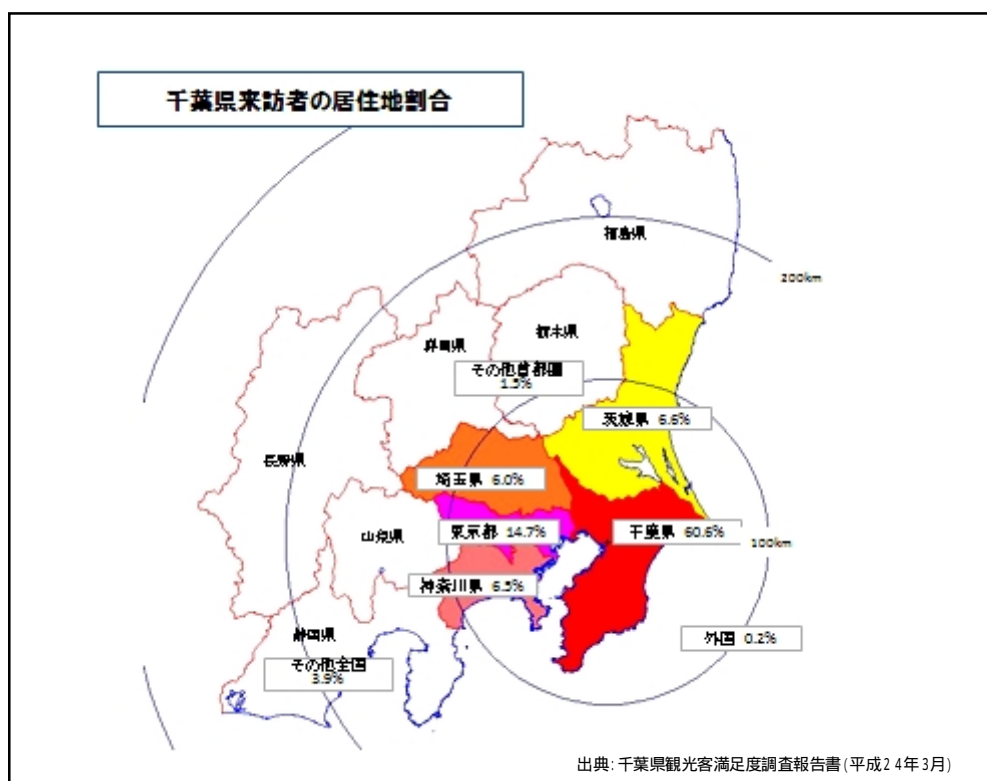 千葉県来訪者の居住地割合
福島県
200km
栃木県
群馬県
その他首都圏
1.5%
茨城県 6.6%
長野県
埼玉県 6.0%
山梨県
東京都 14.7%
千葉県 60.6%
100km
神奈川県 6.5%
静岡県
外国 0.2%
その他全国
3.9%
出典:千葉県観光客満足度調査報告書(平成24年3月)